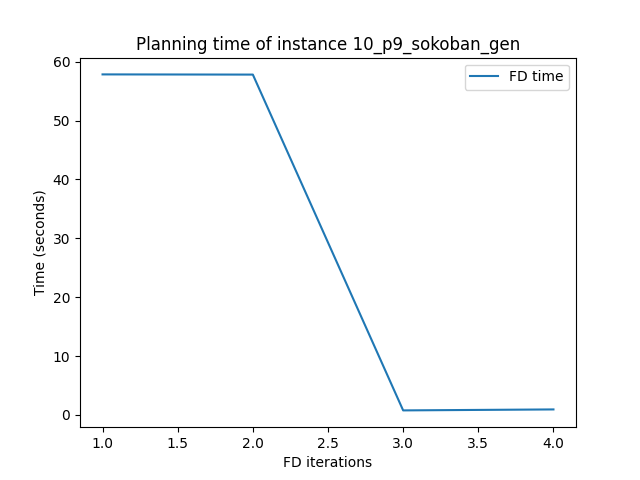 Planning time of instance 10_p9_sokoban_gen
FD time
Time (seconds)
60
50
40
30
20
10
0
1.0 1.5 2.0 2.5 3.0 3.5 4.0
FD iterations